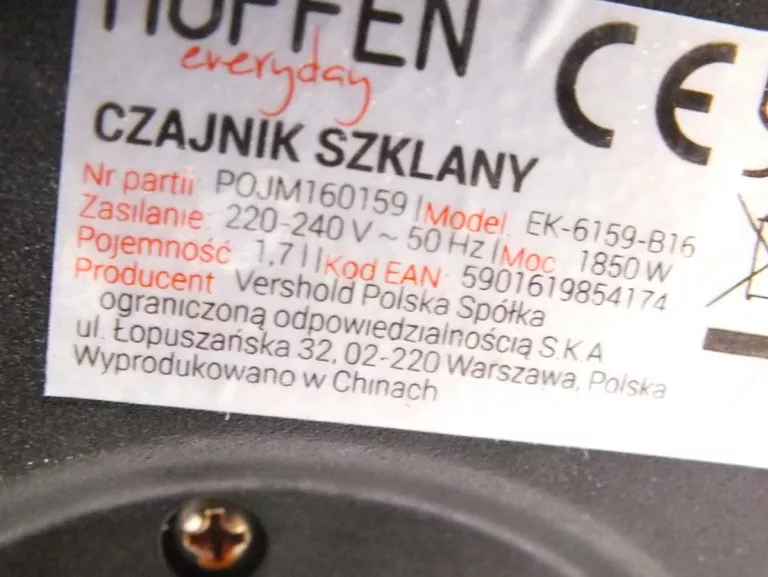 HOFFEN
everyday
CE
CZAJNIK SZKLANY
Nr partii: POJM160159 | Model: EK-6159-B16
Zasilanie: 220-240 V ~ 50 Hz | Moc: 1850 W
Pojemność: 1,7 l | Kod EAN: 5901619854174
Producent: Vershold Polska Spółka
ograniczoną odpowiedzialnością S.K.A.
ul. Łopuszańska 32, 02-220 Warszawa, Polska
Wyprodukowano w Chinach